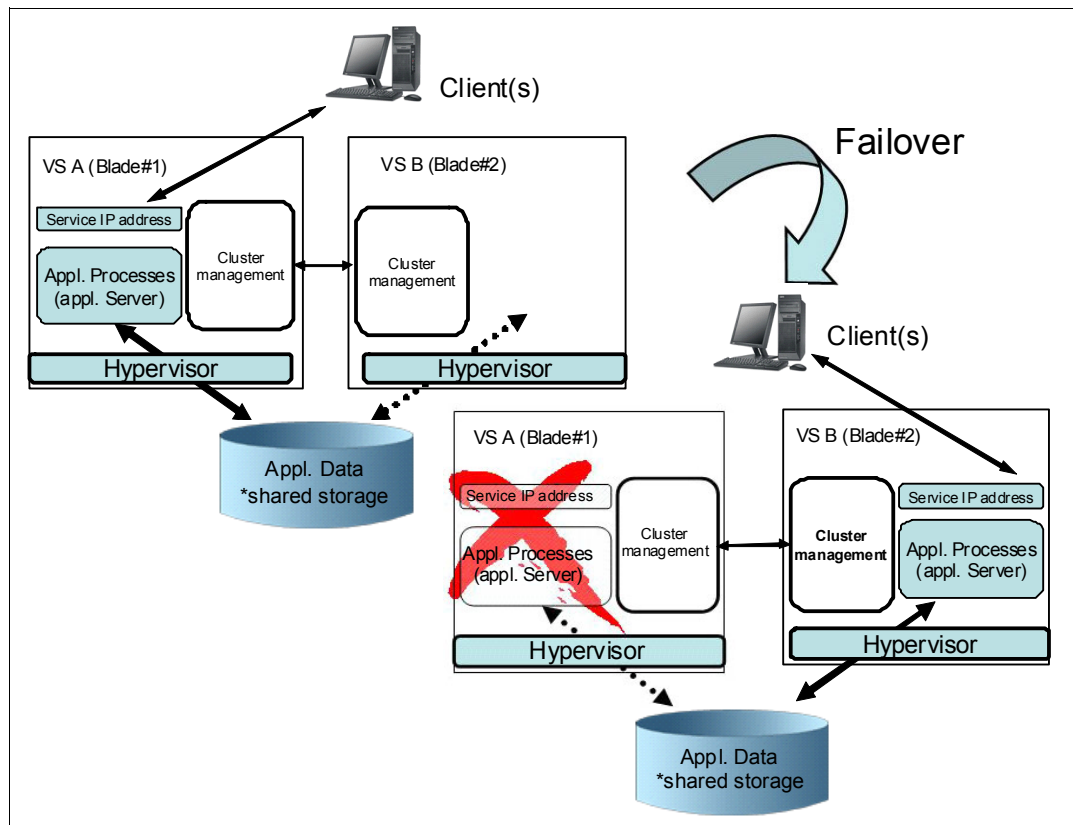 Client(s)
VS A (Blade#1)
Service IP address
Appl. Processes
(appl. Server)
Cluster
management
Hypervisor
VS B (Blade#2)
Cluster
management
Hypervisor
Appl. Data
*shared storage
Failover
Client(s)
VS A (Blade#1)
Service IP address
Appl. Processes
(appl. Server)
Cluster
management
Hypervisor
VS B (Blade#2)
Cluster
management
Service IP address
Appl. Processes
(appl. Server)
Hypervisor
Appl. Data
*shared storage